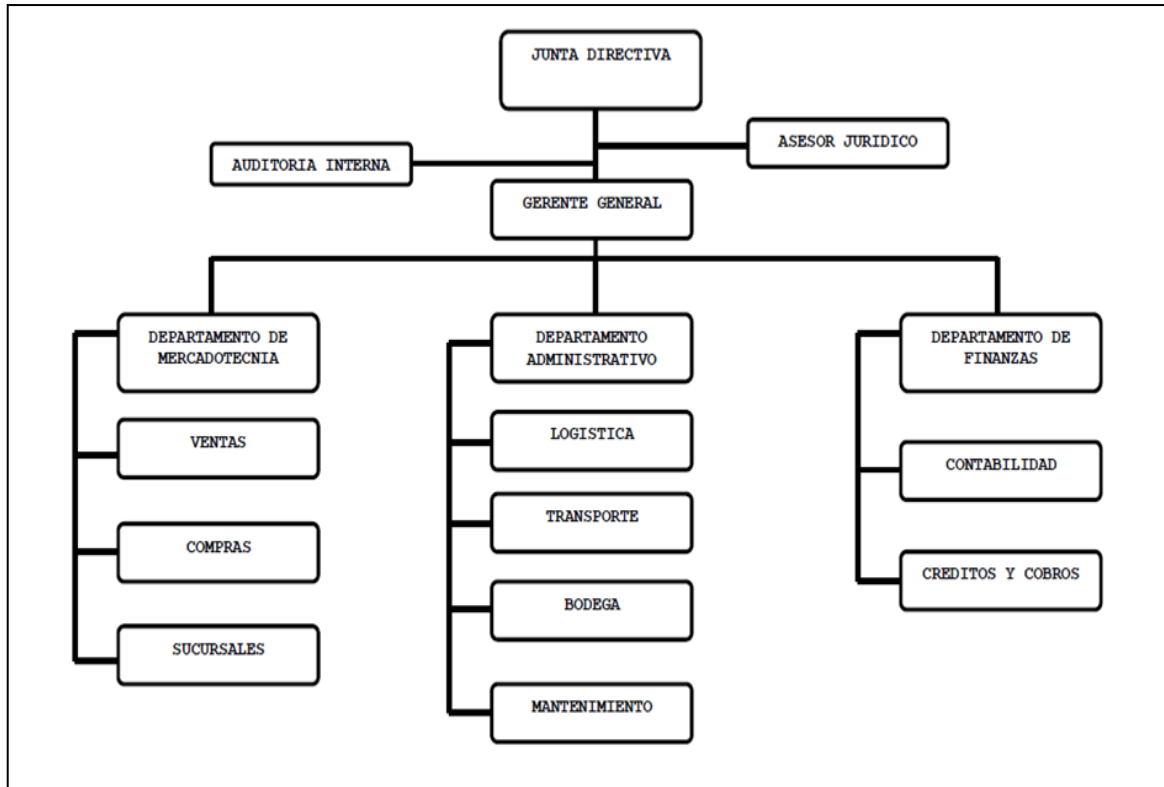 JUNTA DIRECTIVA
ASESOR JURIDICO
AUDITORIA INTERNA
GERENTE GENERAL
DEPARTAMENTO DE
MERCADOTECNIA
VENTAS
COMPRAS
SUCURSALES
DEPARTAMENTO
ADMINISTRATIVO
LOGISTICA
TRANSPORTE
BODEGA
MANTENIMIENTO
DEPARTAMENTO DE
FINANZAS
CONTABILIDAD
CREDITOS Y COBROS